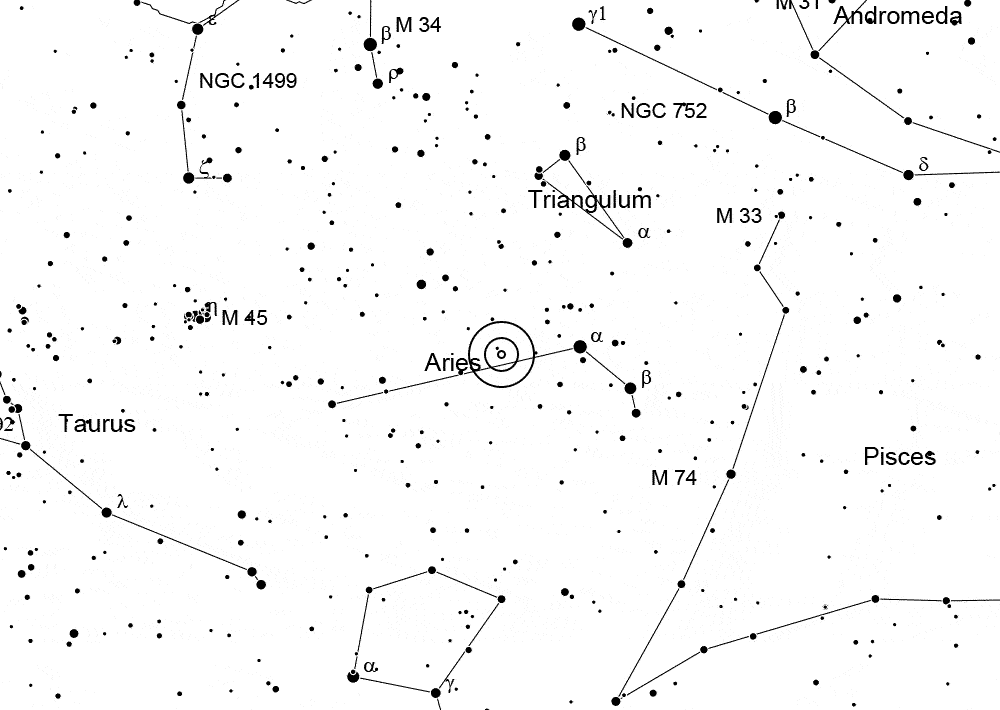 M 31
Andromeda
γ1
ε
β
M 34
NGC 1499
ρ
NGC 752
β
β
δ
ζ
Triangulum
M 33
α
η
M 45
Aries
α
β
Taurus
92
Pisces
M 74
λ
α
γ